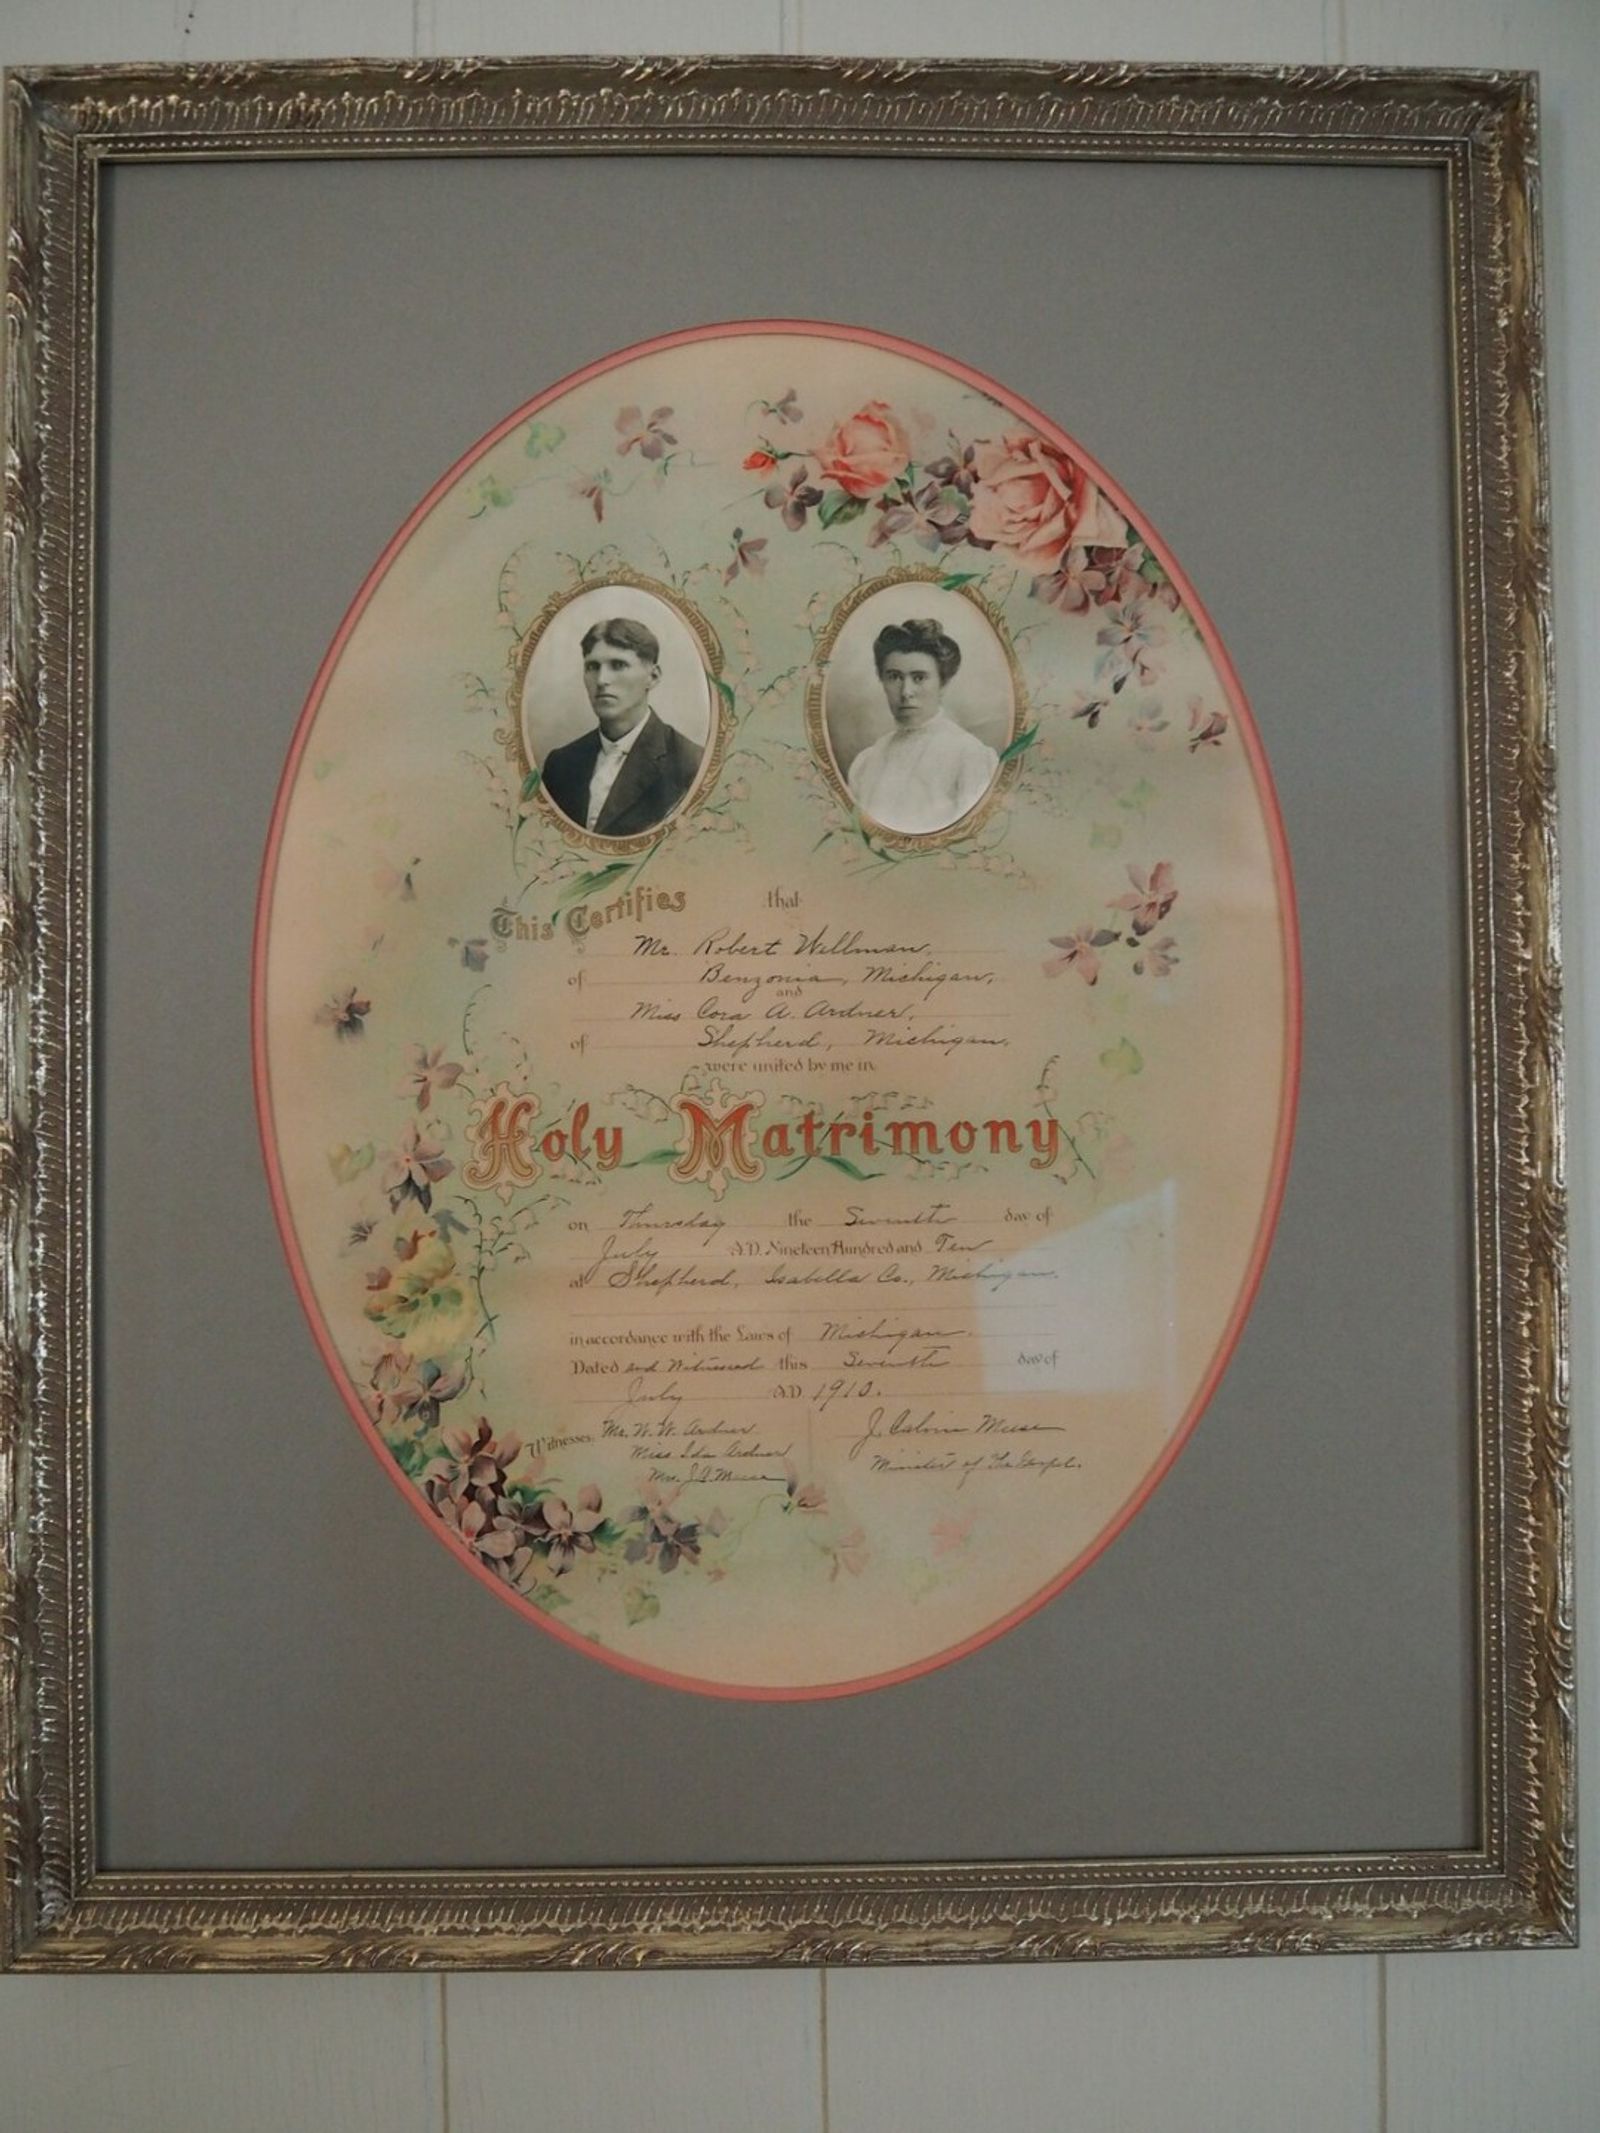 This Certifies that
Mr. Robert Wellman,
of Benzonia, Michigan,
and
Miss Cora A. Ardner,
of Shepherd, Michigan,
were united by me in
Holy Matrimony
on Thursday the Seventh day of
July A.D. Nineteen Hundred and Ten
at Shepherd, Isabella Co., Michigan.
in accordance with the Laws of Michigan.
Dated and Witnessed this Seventh day of
July A.D. 1910.
Witnesses: Mr. W. W. Ardner
Miss Ida Ardner
Mrs. J. C. Muse
J. Calvin Muse
Minister of The Gospel.